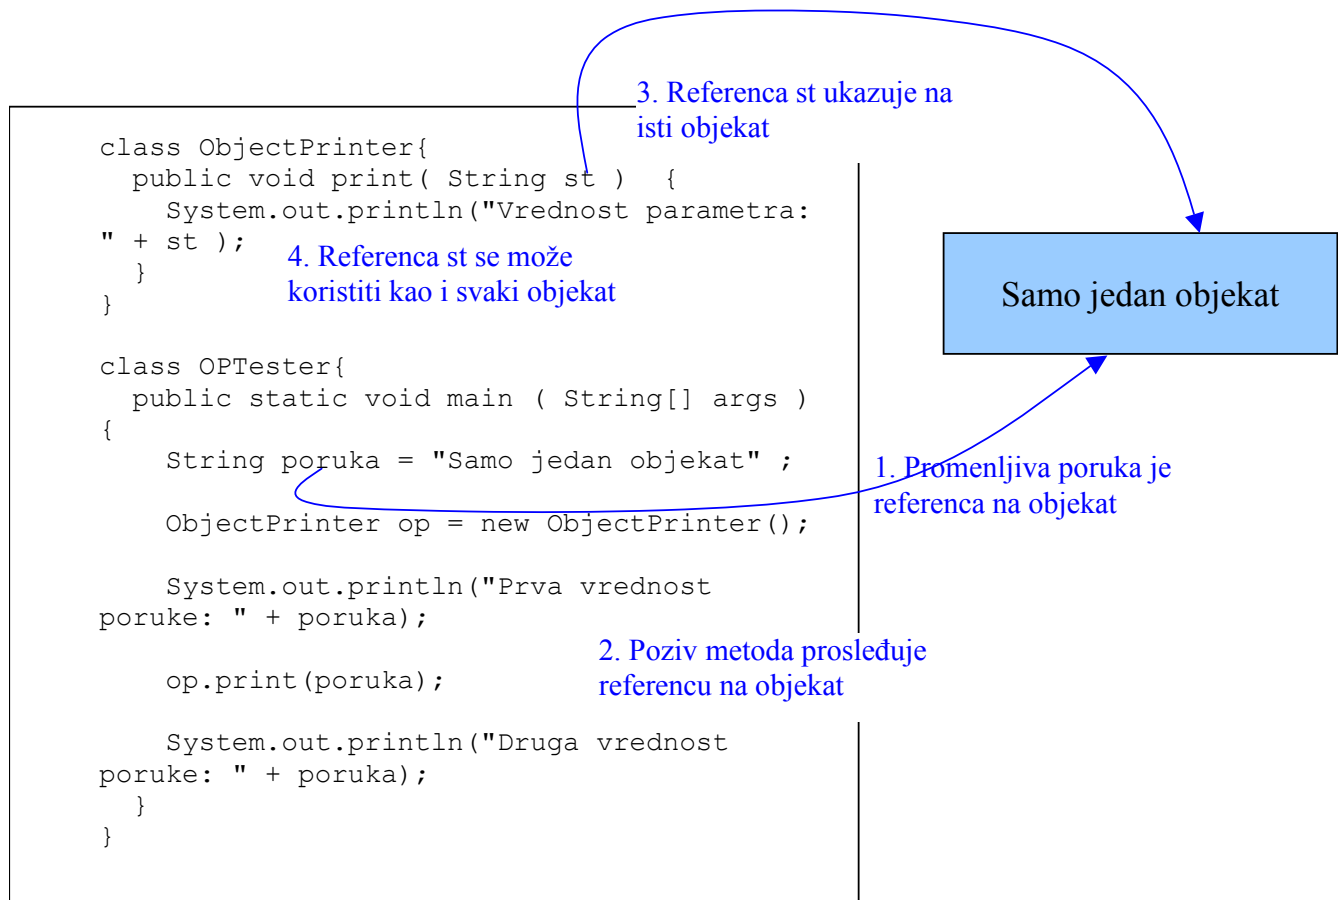 3. Referenca st ukazuje na
isti objekat
class ObjectPrinter{
public void print( String st )  {
System.out.println("Vrednost parametra:
" + st );
4. Referenca st se može
koristiti kao i svaki objekat
}
}
Samo jedan objekat
class OPTester{
public static void main ( String[] args )
{
String poruka = "Samo jedan objekat" ;
1. Promenljiva poruka je
referenca na objekat
ObjectPrinter op = new ObjectPrinter();
System.out.println("Prva vrednost
poruke: " + poruka);
2. Poziv metoda prosleđuje
referencu na objekat
op.print(poruka);
System.out.println("Druga vrednost
poruke: " + poruka);
}
}